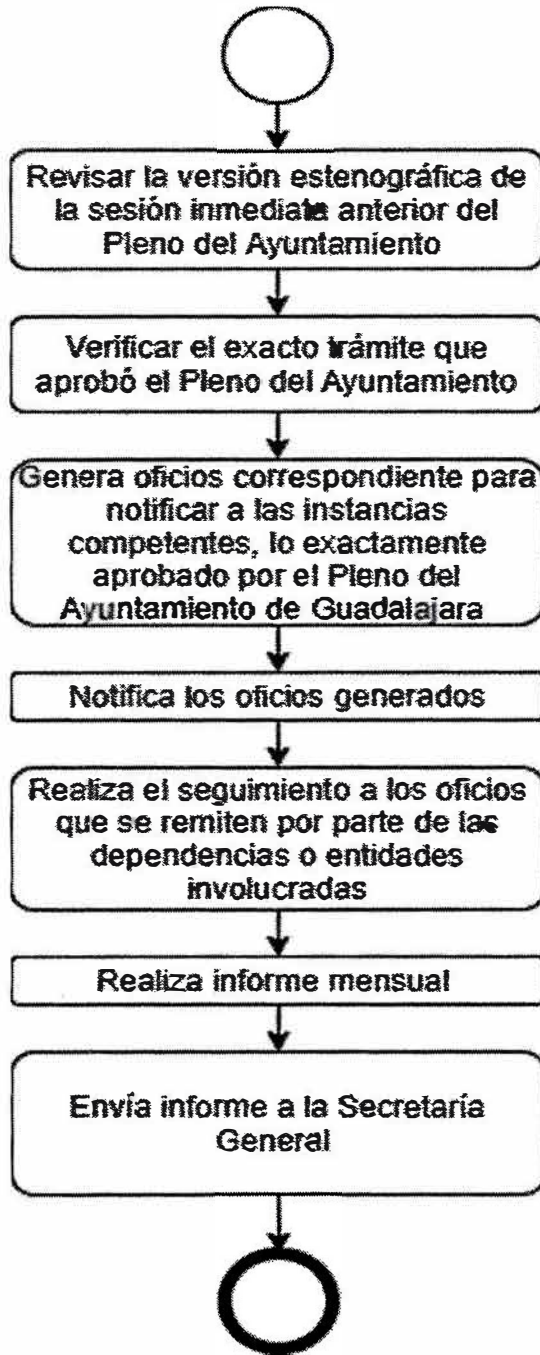 Revisar la versión estenográfica de
la sesión inmediata anterior del
Pleno del Ayuntamiento
Verificar el exacto trámite que
aprobó el Pleno del Ayuntamiento
Genera oficios correspondiente para
notificar a las instancias
competentes, lo exactamente
aprobado por el Pleno del
Ayuntamiento de Guadalajara
Notifica los oficios generados
Realiza el seguimiento a los oficios
que se remiten por parte de las
dependencias o entidades
involucradas
Realiza informe mensual
Envía informe a la Secretaría
General